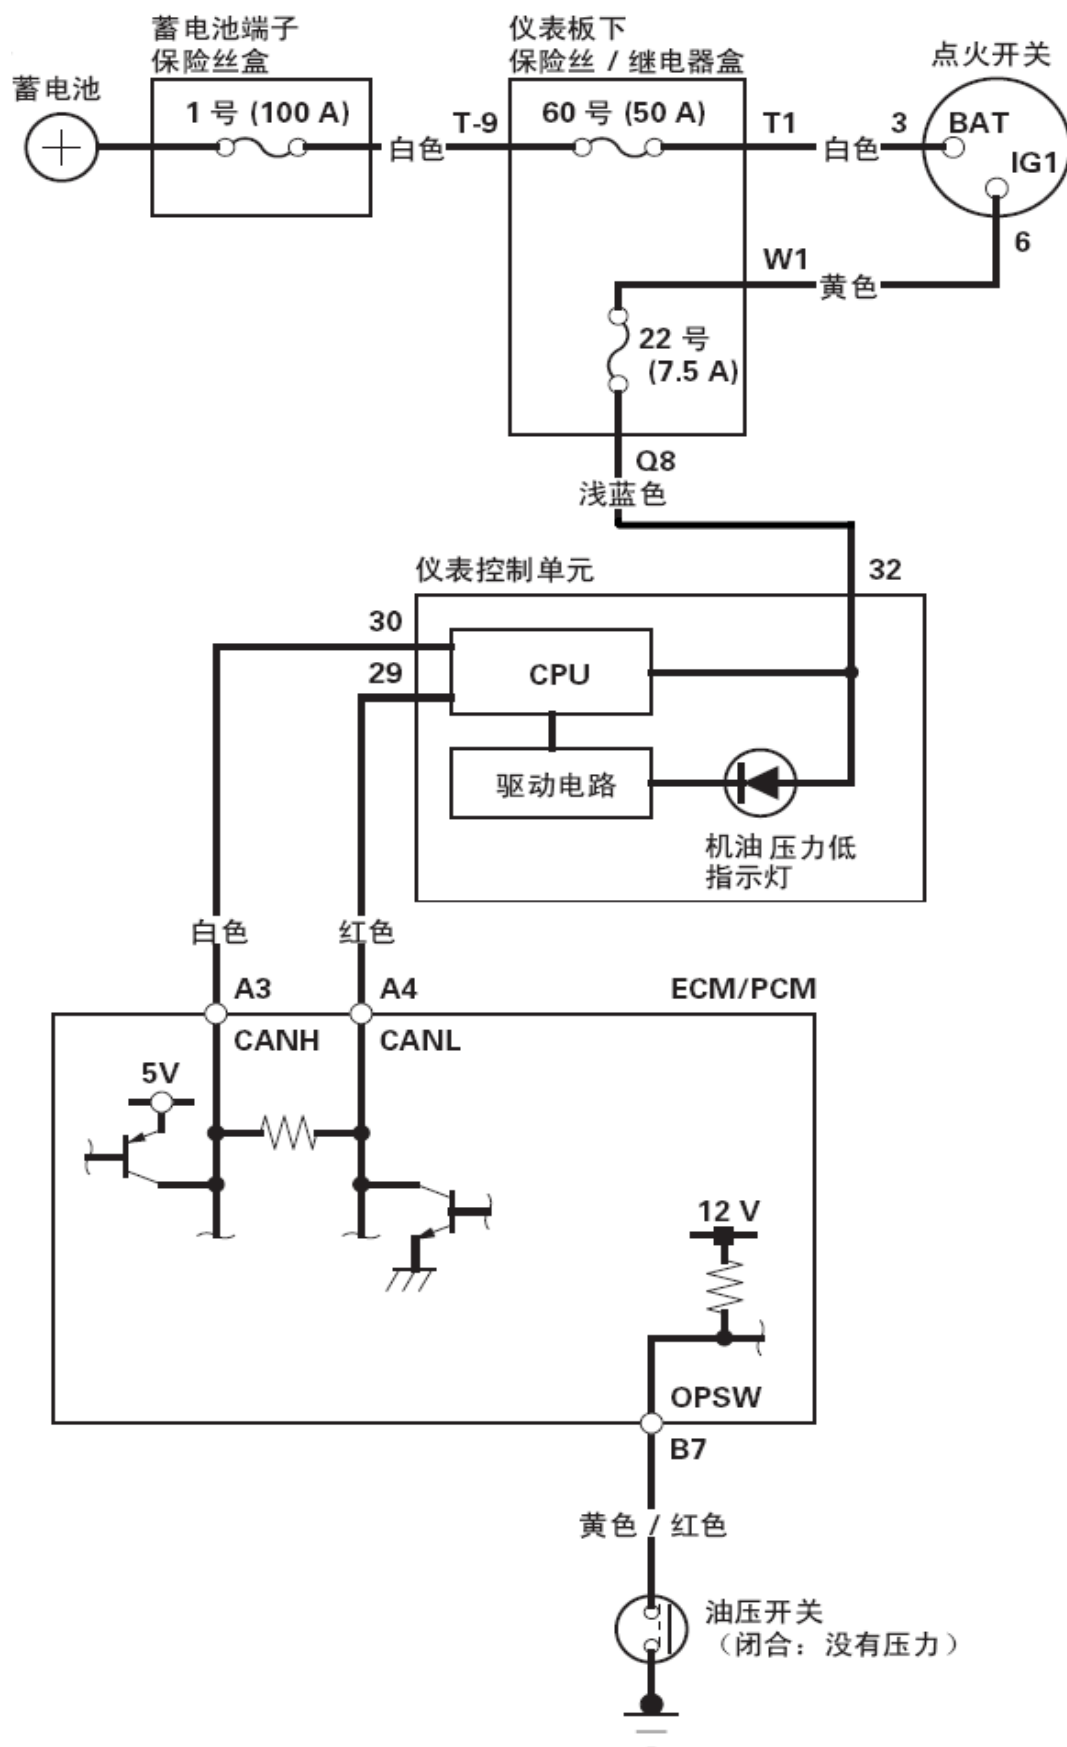 蓄电池端子
保险丝盒
仪表板下
保险丝 / 继电器盒
点火开关
蓄电池
1 号 (100 A)
白色
T-9
60 号 (50 A)
T1
白色
3
BAT
IG1
6
W1
黄色
22 号
(7.5 A)
Q8
浅蓝色
32
仪表控制单元
30
29
CPU
驱动电路
机油 压力低
指示灯
白色
红色
A3
A4
ECM/PCM
CANH
CANL
5V
12 V
OPSW
B7
黄色 / 红色
油压开关
（闭合：没有压力）